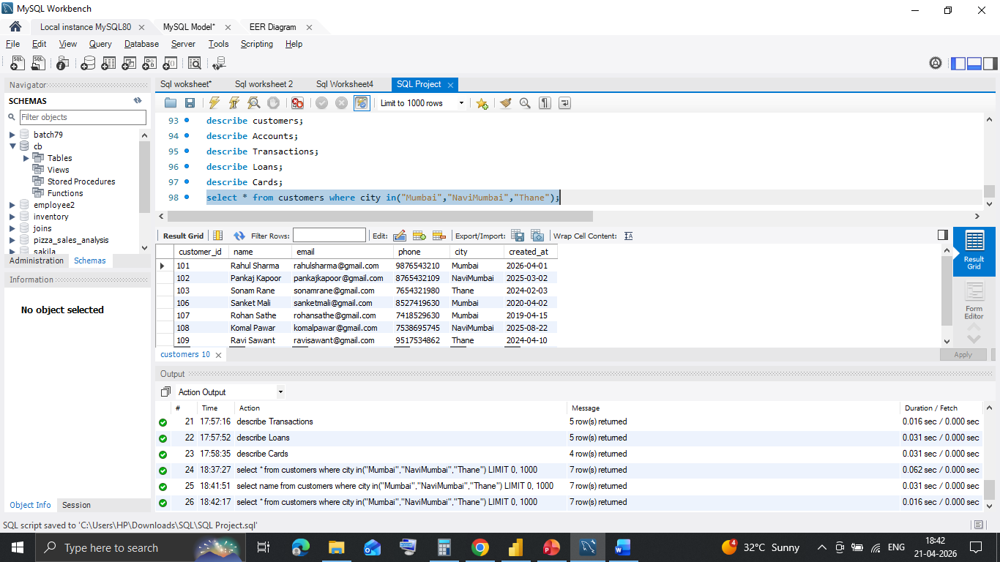 MySQL Workbench
Local instance MySQL80 MySQL Model* EER Diagram
File Edit View Query Database Server Tools Scripting Help
Navigator
SCHEMAS
Filter objects
batch79
cb
Tables
Views
Stored Procedures
Functions
employee2
inventory
joins
pizza_sales_analysis
sakila
Administration Schemas
Information
No object selected
Object Info Session
Sql woksheet* Sql worksheet 2 Sql Worksheet4 SQL Project
Limit to 1000 rows
93 describe customers;
94 describe Accounts;
95 describe Transactions;
96 describe Loans;
97 describe Cards;
98 select * from customers where city in("Mumbai","NaviMumbai","Thane");
Result Grid Filter Rows: Edit: Export/Import: Wrap Cell Content:
customer_id name email phone city created_at
101 Rahul Sharma rahulsharma@gmail.com 9876543210 Mumbai 2026-04-01
102 Pankaj Kapoor pankajkapoor@gmail.com 8765432109 NaviMumbai 2025-03-02
103 Sonam Rane sonamrane@gmail.com 7654321980 Thane 2024-02-03
106 Sanket Mali sanketmali@gmail.com 8527419630 Mumbai 2020-04-02
107 Rohan Sathe rohansathe@gmail.com 7418529630 Mumbai 2019-04-15
108 Komal Pawar komalpawar@gmail.com 7538695745 NaviMumbai 2025-08-22
109 Ravi Sawant ravisawant@gmail.com 9517534862 Thane 2024-04-10
Result
Grid
Form
Editor
customers 10 Apply
Output
Action Output
# Time Action Message Duration / Fetch
21 17:57:16 describe Transactions 5 row(s) returned 0.016 sec / 0.000 sec
22 17:57:52 describe Loans 5 row(s) returned 0.031 sec / 0.000 sec
23 17:58:35 describe Cards 4 row(s) returned 0.031 sec / 0.000 sec
24 18:37:27 select * from customers where city in("Mumbai","NaviMumbai","Thane") LIMIT 0, 1000 7 row(s) returned 0.062 sec / 0.000 sec
25 18:41:51 select name from customers where city in("Mumbai","NaviMumbai","Thane") LIMIT 0, 1000 7 row(s) returned 0.031 sec / 0.000 sec
26 18:42:17 select * from customers where city in("Mumbai","NaviMumbai","Thane") LIMIT 0, 1000 7 row(s) returned 0.016 sec / 0.000 sec
SQL script saved to 'C:\Users\HP\Downloads\SQL\SQL Project.sql'
Type here to search
4 32°C Sunny ENG 18:42
21-04-2026